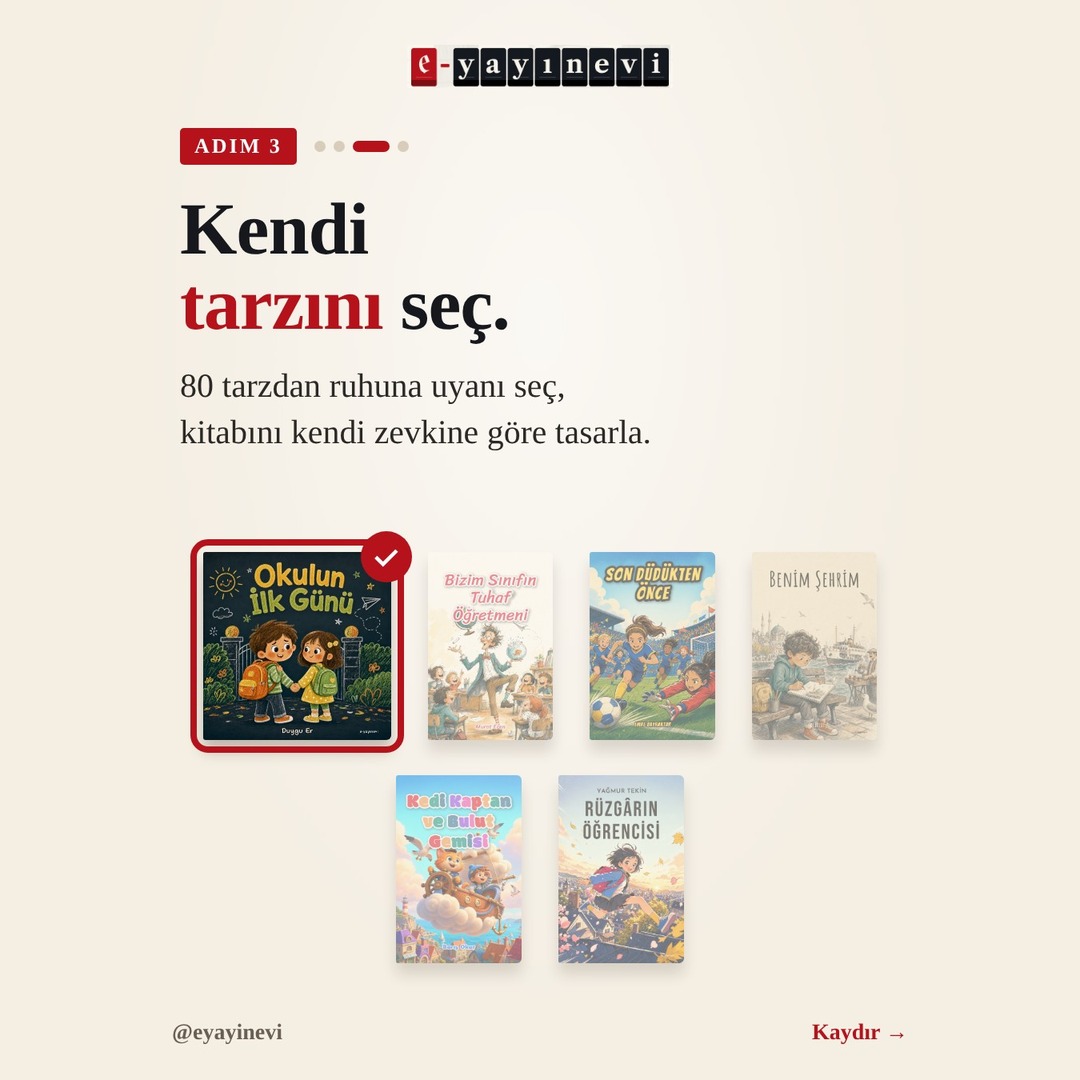 e-yayınevi
ADIM 3
Kendi
tarzını seç.
80 tarzdan ruhuna uyanı seç,
kitabını kendi zevkine göre tasarla.
Okulun
İlk Günü
Duygu Er
Bizim Sınıfın
Tuhaf
Öğretmeni
SON DÜDÜKTEN
ÖNCE
BENİM ŞEHRİM
Kedi Kaptan
ve Bulut
Gemisi
YAĞMUR TEKİN
RÜZGÂRIN
ÖĞRENCİSİ
@eyayinevi
Kaydır →